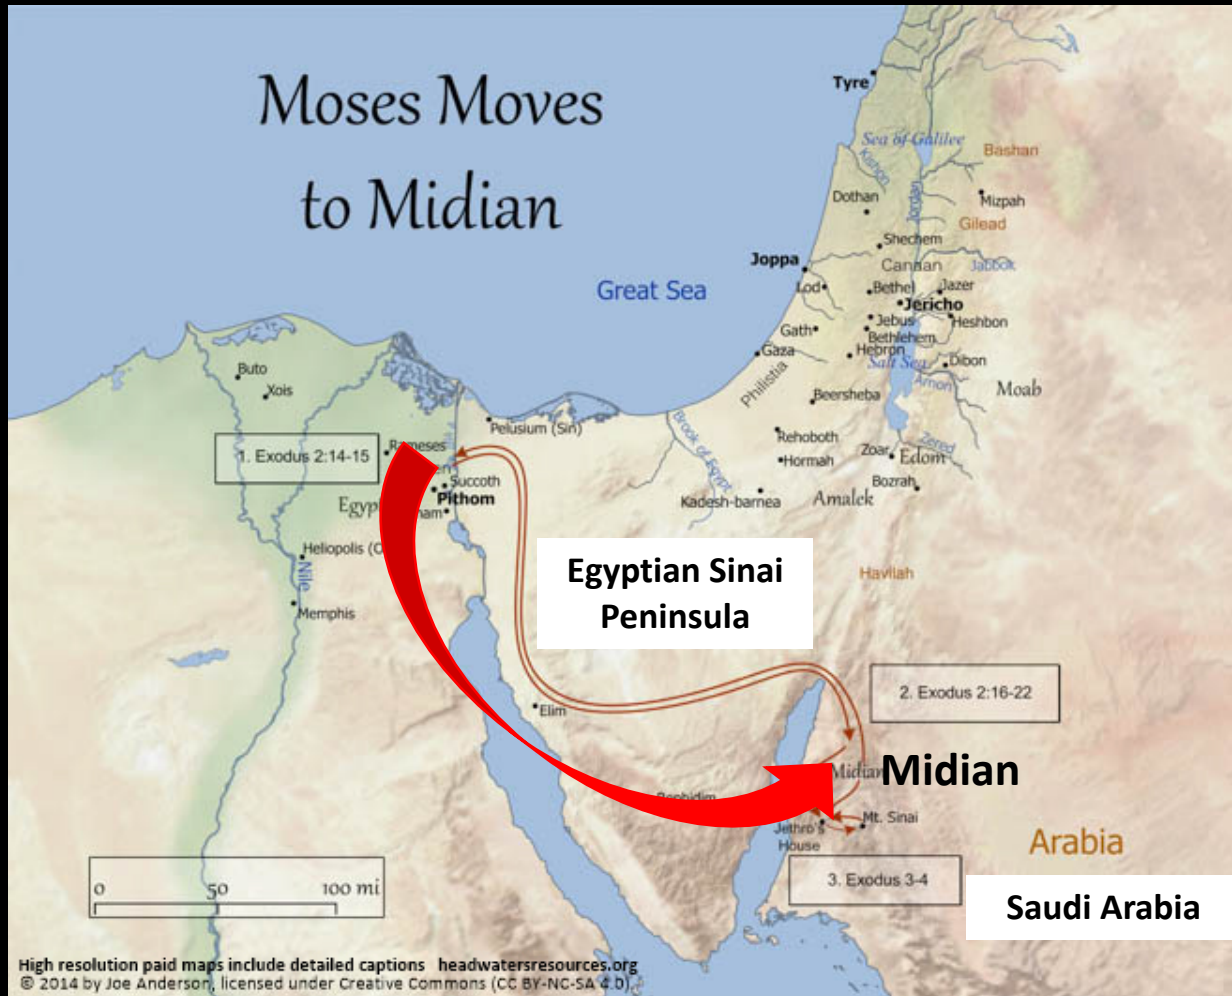 Moses Moves
to Midian
Tyre
Sea of Galilee
Kishon
Bashan
Dothan
Jordan
Mizpah
Gilead
Shechem
Joppa
Canaan
Jabbok
Great Sea
Lod
Bethel
Jazer
Jericho
Gath
Jebus
Heshbon
Bethlehem
Gaza
Hebron
Salt Sea
Dibon
Buto
Philistia
Arnon
Moab
Xois
Beersheba
Pelusium (Sin)
Brook of Egypt
Rehoboth
1. Exodus 2:14-15
Zered
Hormah
Zoar
Edom
Succoth
Bozrah
Pithom
Kadesh-barnea
Amalek
Egyptian Sinai
Peninsula
Havilah
Nile
Memphis
2. Exodus 2:16-22
Elim
Midian
Midian
Mt. Sinai
Jethro's
House
Arabia
3. Exodus 3-4
0 50 100 mi
Saudi Arabia
High resolution paid maps include detailed captions headwatersresources.org
© 2014 by Joe Anderson, licensed under Creative Commons (CC BY-NC-SA 4.0).